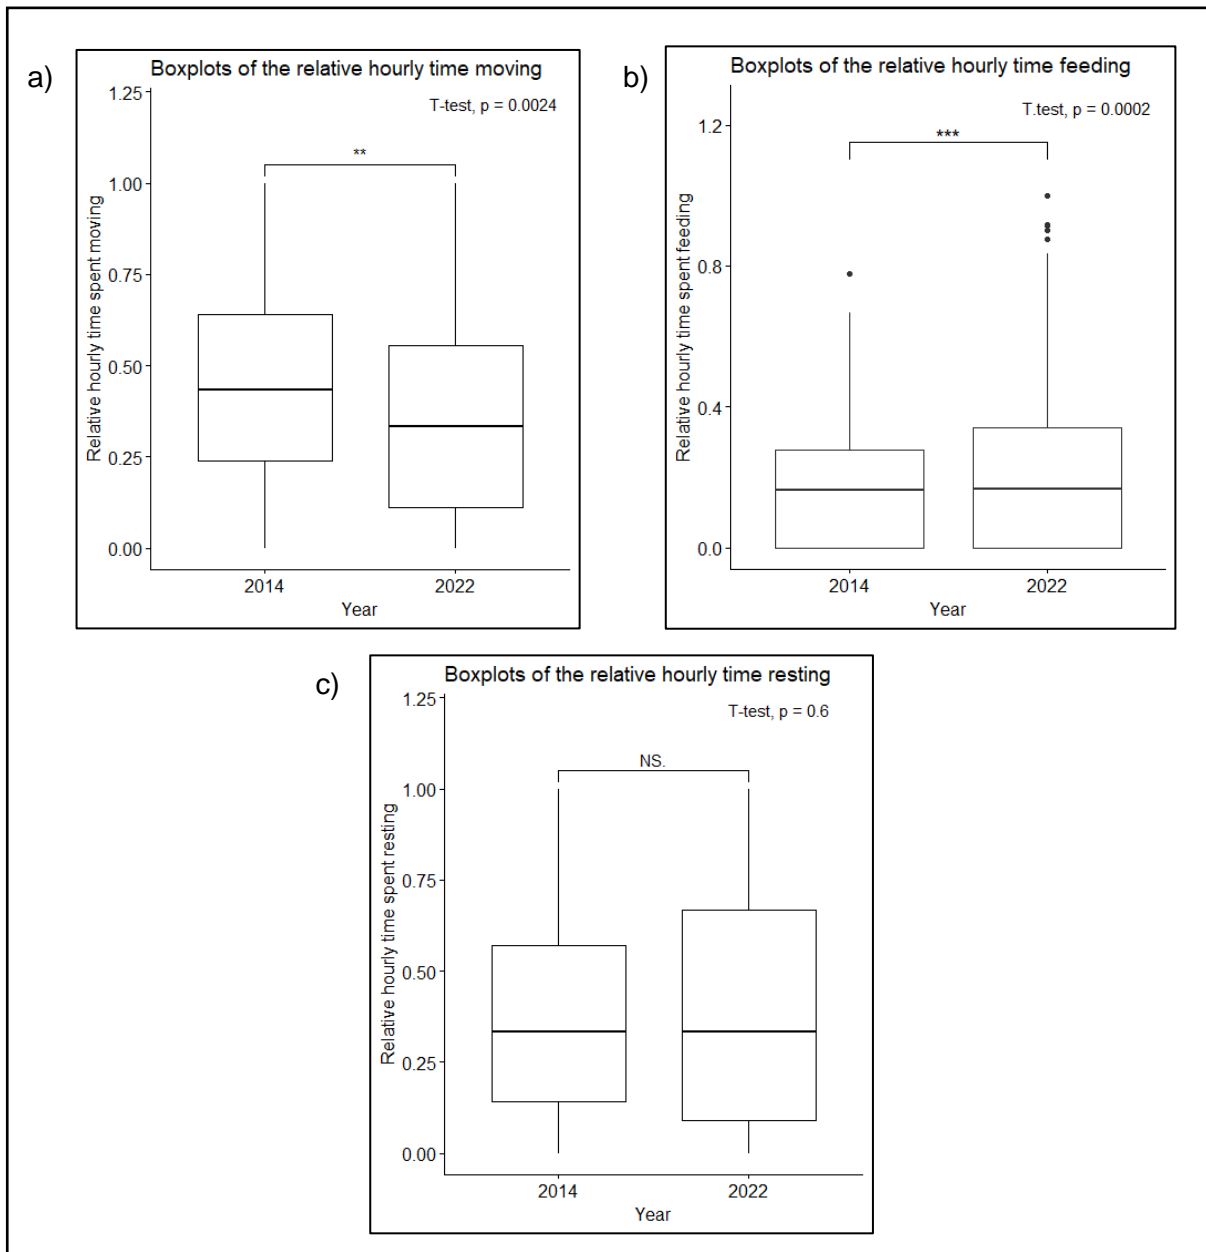 a)
Boxplots of the relative hourly time moving
T-test, p = 0.0024
**
1.25
1.00
0.75
0.50
0.25
0.00
Relative hourly time spent moving
2014
2022
Year
b)
Boxplots of the relative hourly time feeding
T.test, p = 0.0002
***
1.2
0.8
0.4
0.0
Relative hourly time spent feeding
2014
2022
Year
c)
Boxplots of the relative hourly time resting
T-test, p = 0.6
NS.
1.25
1.00
0.75
0.50
0.25
0.00
Relative hourly time spent resting
2014
2022
Year